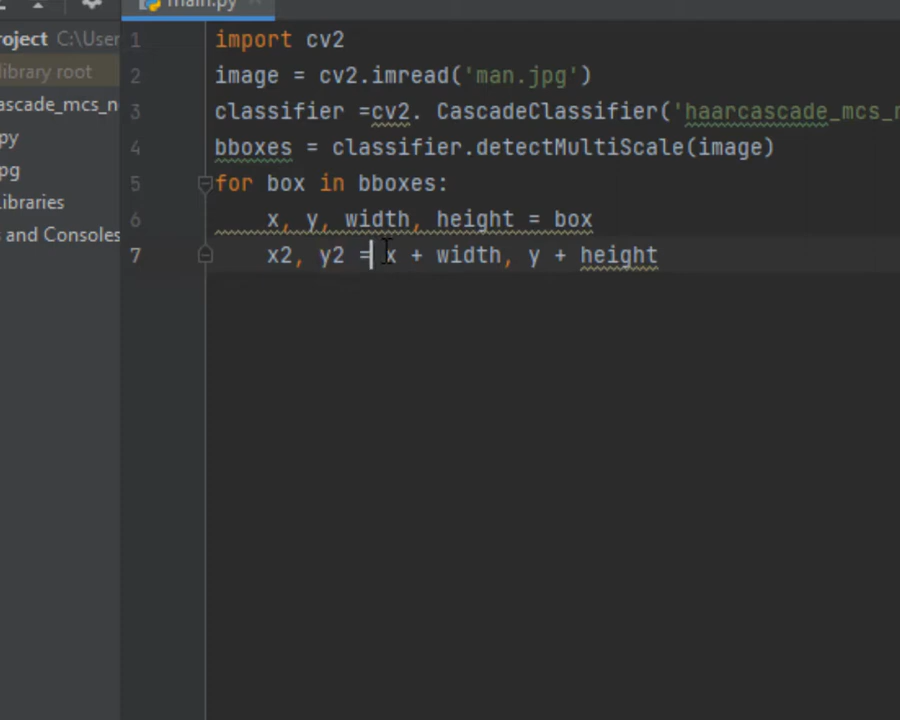 main.py
roject C:\User
library root
ascade_mcs_n
py
pg
ibraries
s and Consoles
1 import cv2
2 image = cv2.imread('man.jpg')
3 classifier =cv2. CascadeClassifier('haarcascade_mcs_n
4 bboxes = classifier.detectMultiScale(image)
5 for box in bboxes:
6 x, y, width, height = box
7 x2, y2 = x + width, y + height